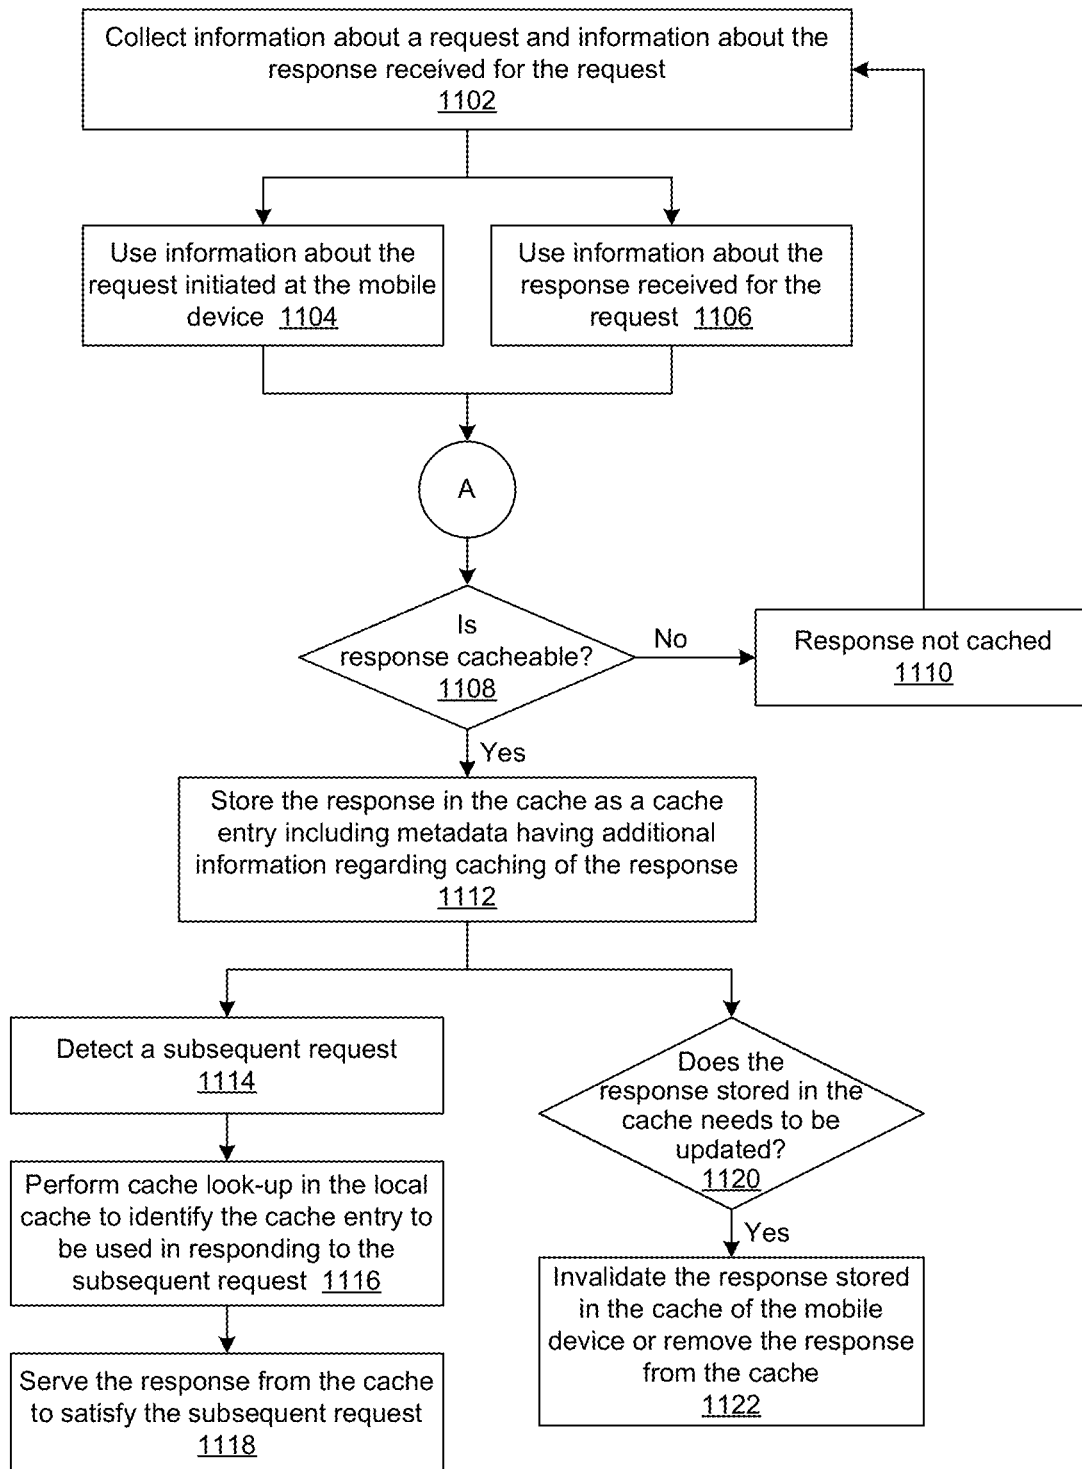 Collect information about a request and information about the
response received for the request
1102
Use information about the
request initiated at the mobile
device 1104
Use information about the
response received for the
request 1106
A
Is
response cacheable?
1108
No
Response not cached
1110
Yes
Store the response in the cache as a cache
entry including metadata having additional
information regarding caching of the response
1112
Detect a subsequent request
1114
Perform cache look-up in the local
cache to identify the cache entry to
be used in responding to the
subsequent request 1116
Serve the response from the cache
to satisfy the subsequent request
1118
Does the
response stored in the
cache needs to be
updated?
1120
Yes
Invalidate the response stored
in the cache of the mobile
device or remove the response
from the cache
1122